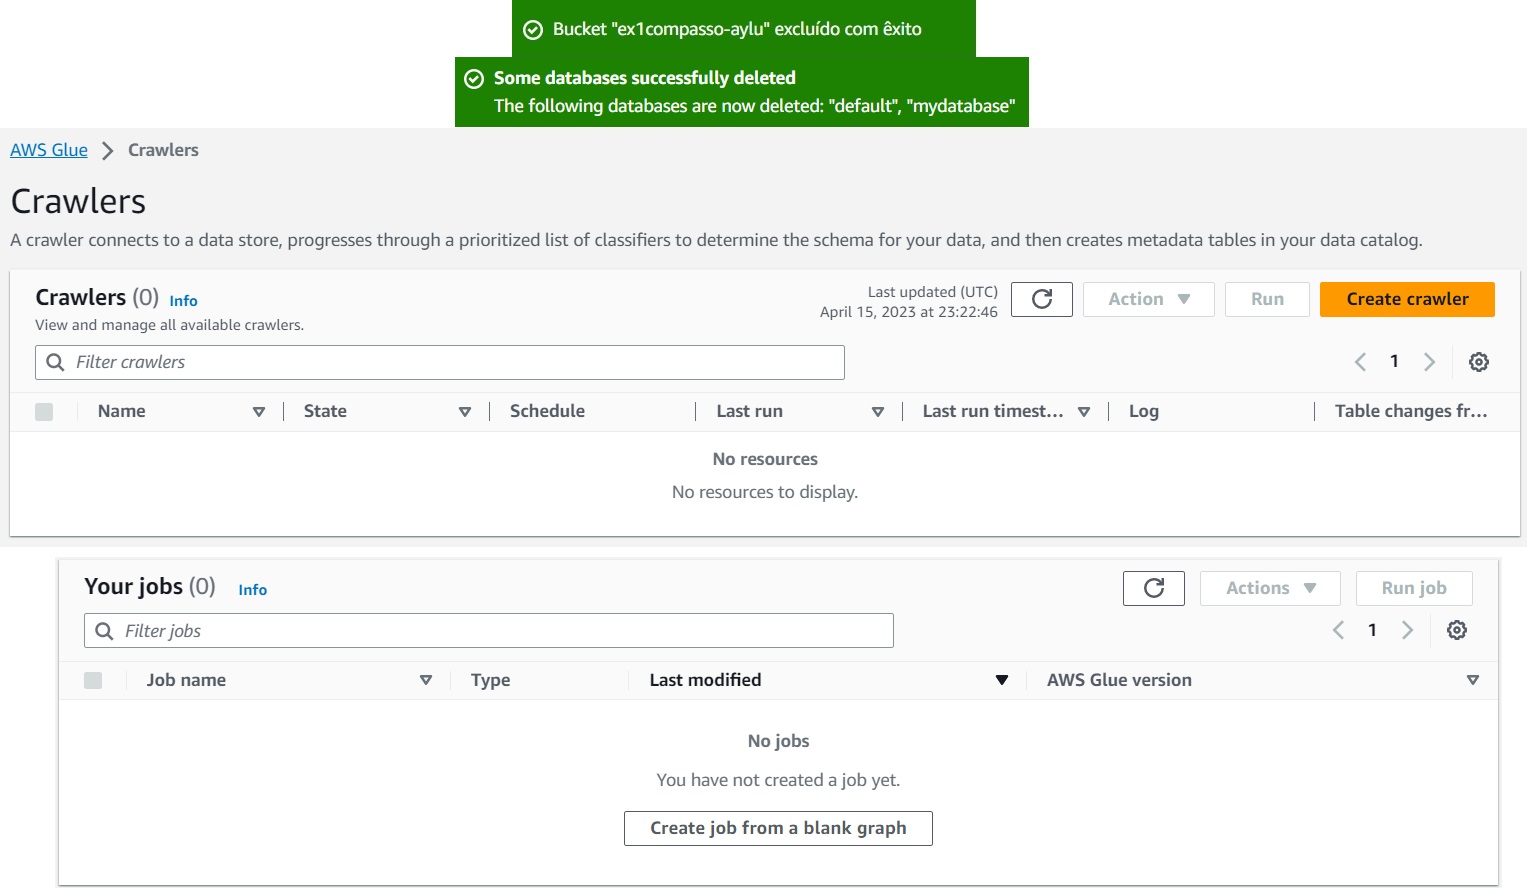 Bucket "ex1compasso-aylu" excluído com êxito
Some databases successfully deleted
The following databases are now deleted: "default", "mydatabase"
AWS Glue > Crawlers
Crawlers
A crawler connects to a data store, progresses through a prioritized list of classifiers to determine the schema for your data, and then creates metadata tables in your data catalog.
Crawlers (0) Info
View and manage all available crawlers.
Last updated (UTC)
April 15, 2023 at 23:22:46
Action Run Create crawler
Filter crawlers
1
Name State Schedule Last run Last run timest... Log Table changes fr...
No resources
No resources to display.
Your jobs (0) Info
Actions Run job
Filter jobs
1
Job name Type Last modified AWS Glue version
No jobs
You have not created a job yet.
Create job from a blank graph